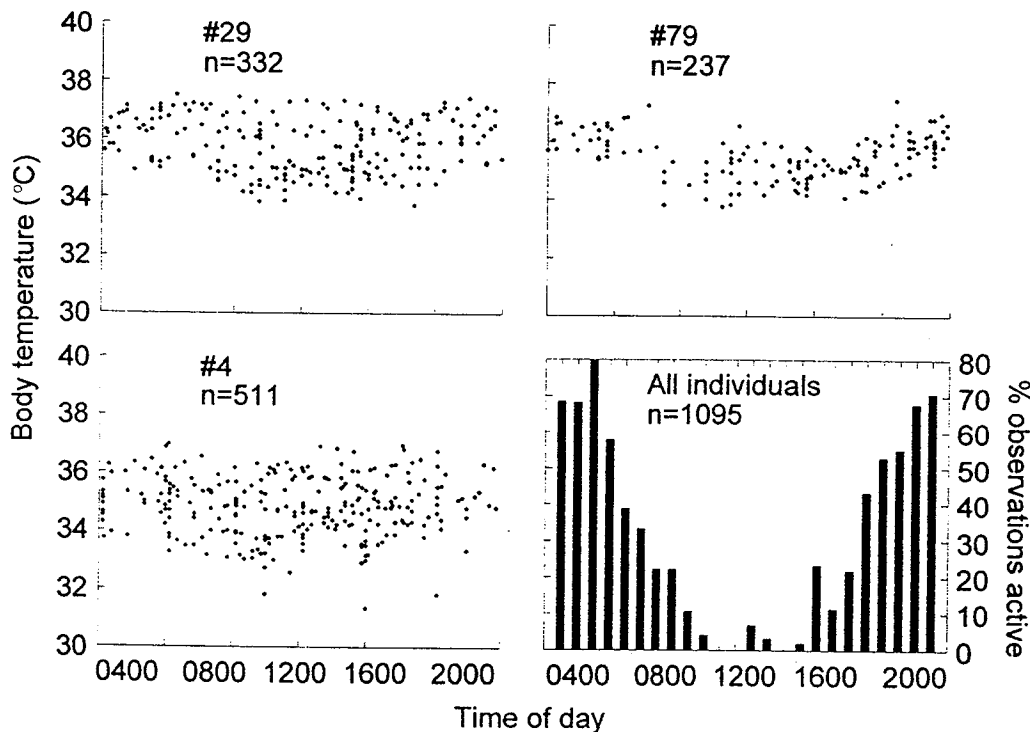 40
38
36
34
32
30
#29
n=332
#79
n=237
40
38
36
34
32
30
#4
n=511
All individuals
n=1095
80
70
60
50
40
30
20
10
0
Body temperature (°C)
% observations active
0400 0800 1200 1600 2000
0400 0800 1200 1600 2000
Time of day